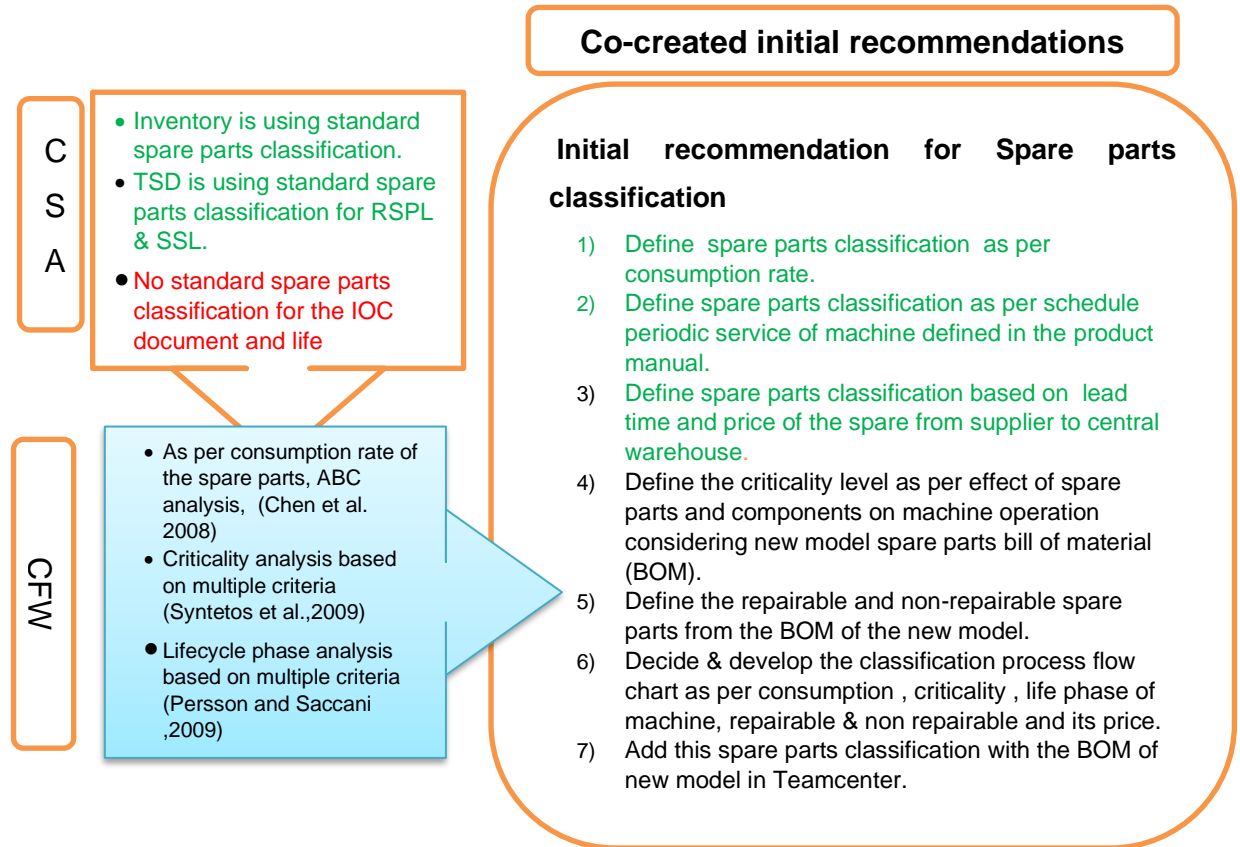 Co-created initial recommendations
C
S
A
• Inventory is using standard
spare parts classification.
• TSD is using standard spare
parts classification for RSPL
& SSL.
• No standard spare parts
classification for the IOC
document and life
CFW
• As per consumption rate of
the spare parts, ABC
analysis, (Chen et al.
2008)
• Criticality analysis based
on multiple criteria
(Syntetos et al.,2009)
• Lifecycle phase analysis
based on multiple criteria
(Persson and Saccani
,2009)
Initial recommendation for Spare parts
classification
1) Define spare parts classification as per
consumption rate.
2) Define spare parts classification as per schedule
periodic service of machine defined in the product
manual.
3) Define spare parts classification based on lead
time and price of the spare from supplier to central
warehouse.
4) Define the criticality level as per effect of spare
parts and components on machine operation
considering new model spare parts bill of material
(BOM).
5) Define the repairable and non-repairable spare
parts from the BOM of the new model.
6) Decide & develop the classification process flow
chart as per consumption , criticality , life phase of
machine, repairable & non repairable and its price.
7) Add this spare parts classification with the BOM of
new model in Teamcenter.